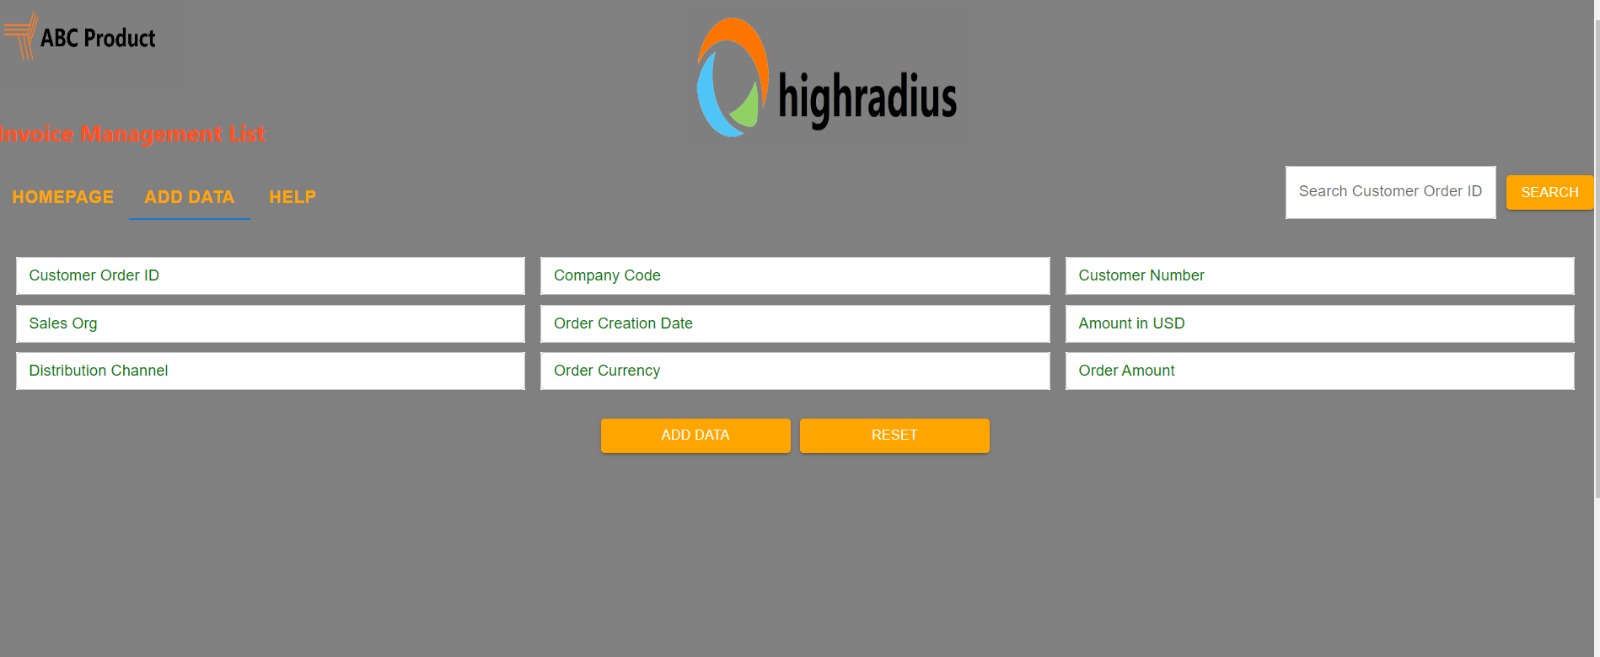 ABC Product
highradius
Invoice Management List
HOMEPAGE ADD DATA HELP
Search Customer Order ID SEARCH
Customer Order ID Company Code Customer Number
Sales Org Order Creation Date Amount in USD
Distribution Channel Order Currency Order Amount
ADD DATA RESET